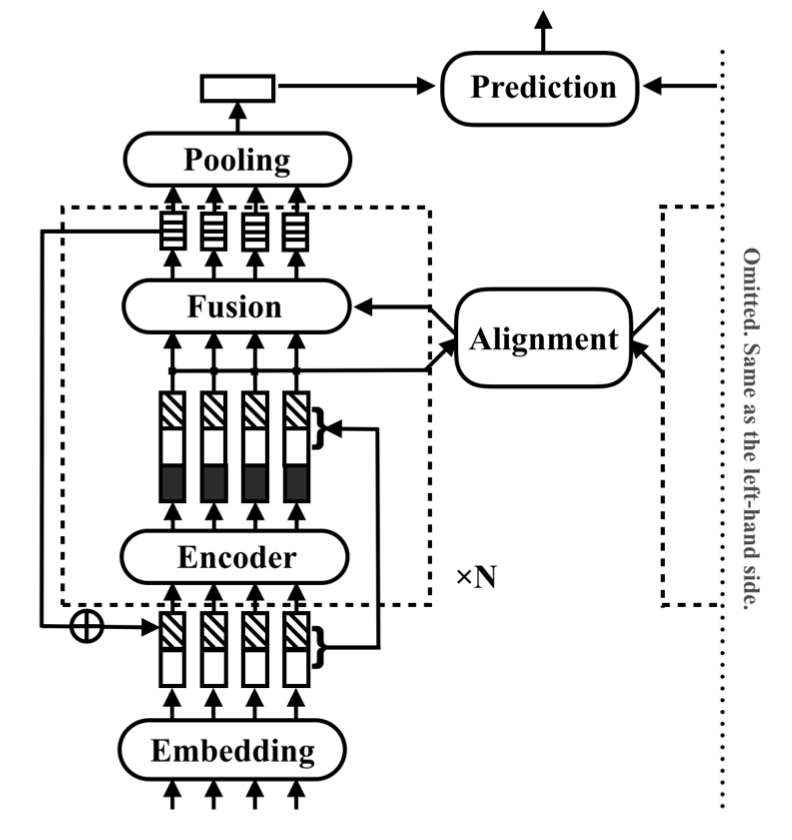 Prediction
Pooling
Fusion
Alignment
Encoder
×N
Embedding
Omitted. Same as the left-hand side.